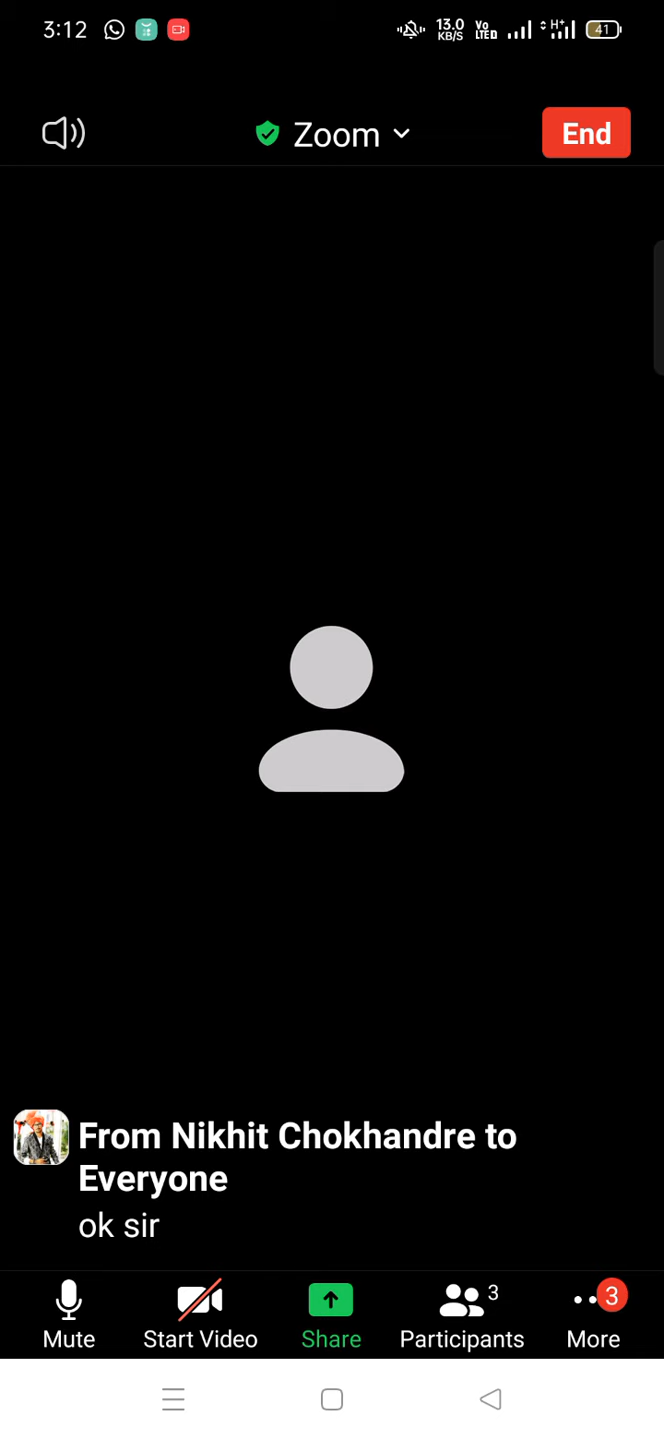 3:12 13.0 KB/S Vo LTE H+ 41
Zoom End
From Nikhit Chokhandre to
Everyone
ok sir
3 3
Mute Start Video Share Participants More